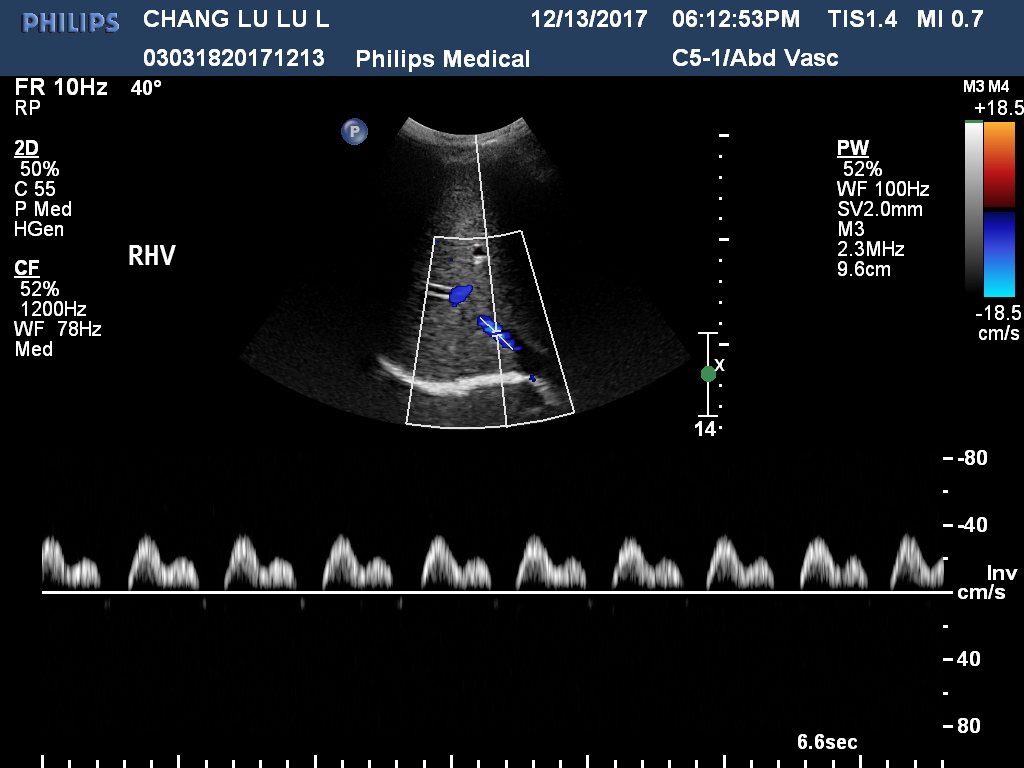 PHILIPS CHANG LU LU L 12/13/2017 06:12:53PM TIS1.4 MI 0.7
03031820171213 Philips Medical C5-1/Abd Vasc
FR 10Hz 40°
RP
M3 M4
+18.5
P
2D
50%
C 55
P Med
HGen
PW
52%
WF 100Hz
SV2.0mm
M3
2.3MHz
9.6cm
RHV
CF
52%
1200Hz
WF 78Hz
Med
-18.5
cm/s
X
14
-80
-40
Inv
cm/s
40
80
6.6sec